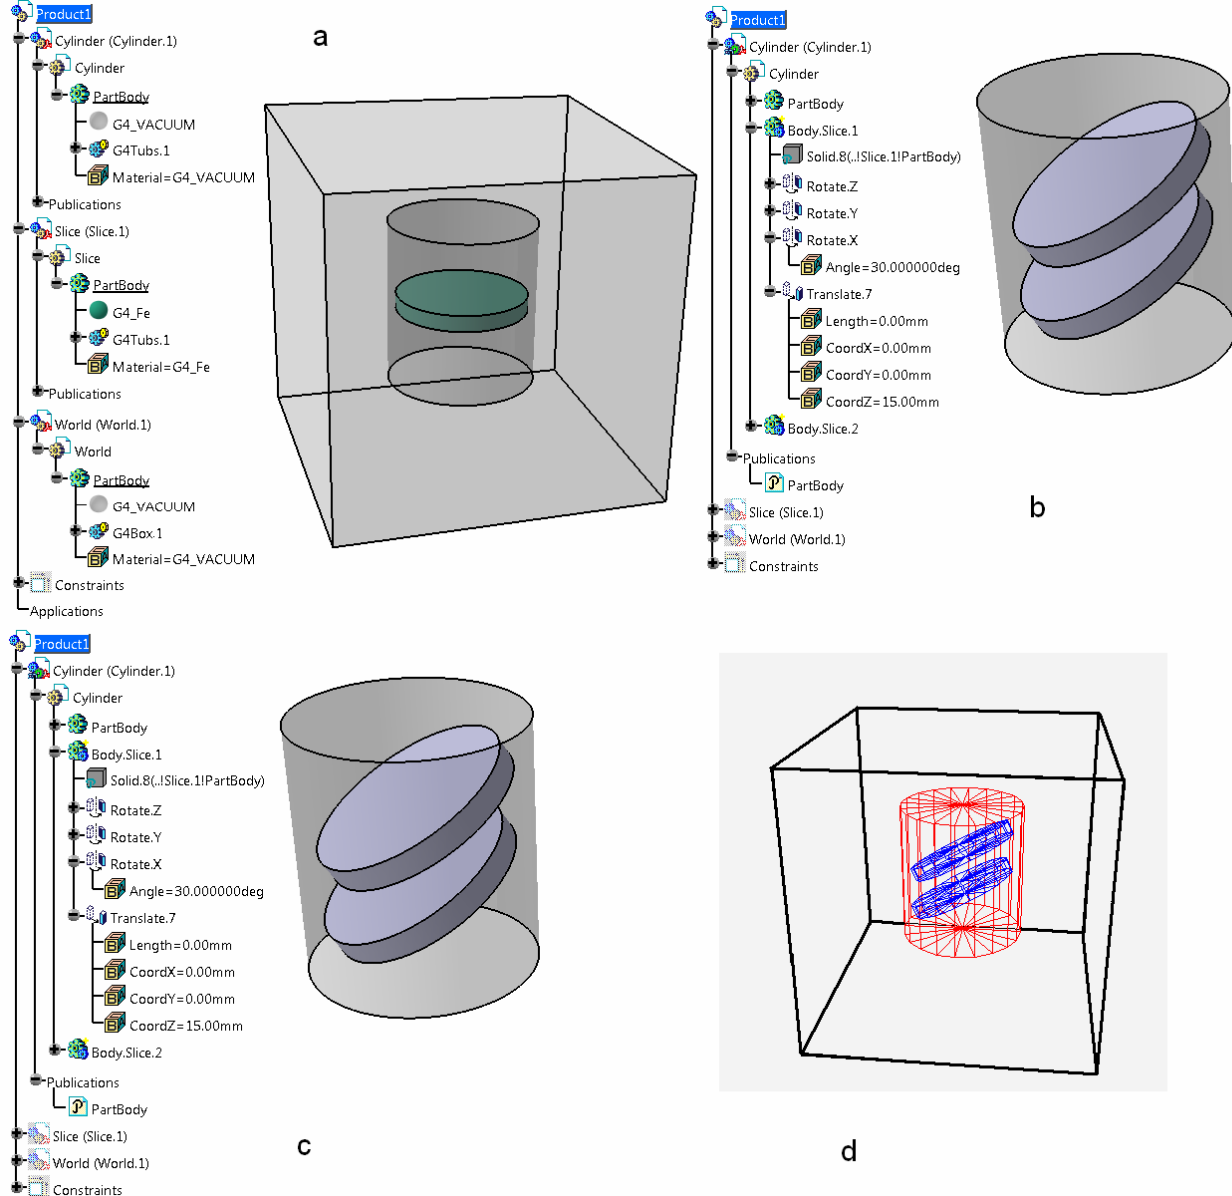 Product1
Cylinder (Cylinder.1)
Cylinder
PartBody
G4_VACUUM
G4Tubs.1
Material=G4_VACUUM
Publications
Slice (Slice.1)
Slice
PartBody
G4_Fe
G4Tubs.1
Material=G4_Fe
Publications
World (World.1)
World
PartBody
G4_VACUUM
G4Box.1
Material=G4_VACUUM
Constraints
Applications
a
Product1
Cylinder (Cylinder.1)
Cylinder
PartBody
Body.Slice.1
Solid.8(..!Slice.1!PartBody)
Rotate.Z
Rotate.Y
Rotate.X
Angle=30.000000deg
Translate.7
Length=0.00mm
CoordX=0.00mm
CoordY=0.00mm
CoordZ=15.00mm
Body.Slice.2
Publications
PartBody
Slice (Slice.1)
World (World.1)
Constraints
b
Product1
Cylinder (Cylinder.1)
Cylinder
PartBody
Body.Slice.1
Solid.8(..!Slice.1!PartBody)
Rotate.Z
Rotate.Y
Rotate.X
Angle=30.000000deg
Translate.7
Length=0.00mm
CoordX=0.00mm
CoordY=0.00mm
CoordZ=15.00mm
Body.Slice.2
Publications
PartBody
Slice (Slice.1)
World (World.1)
Constraints
c
d